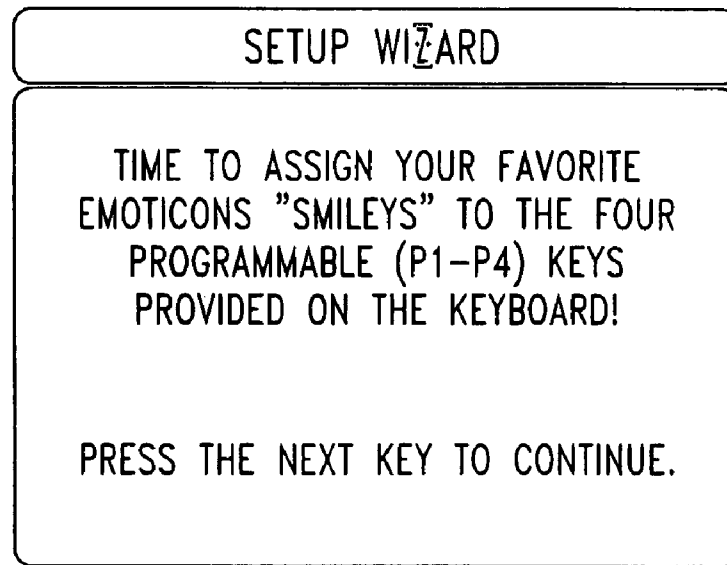 SETUP WIZARD
TIME TO ASSIGN YOUR FAVORITE
EMOTICONS "SMILEYS" TO THE FOUR
PROGRAMMABLE (P1-P4) KEYS
PROVIDED ON THE KEYBOARD!
PRESS THE NEXT KEY TO CONTINUE.